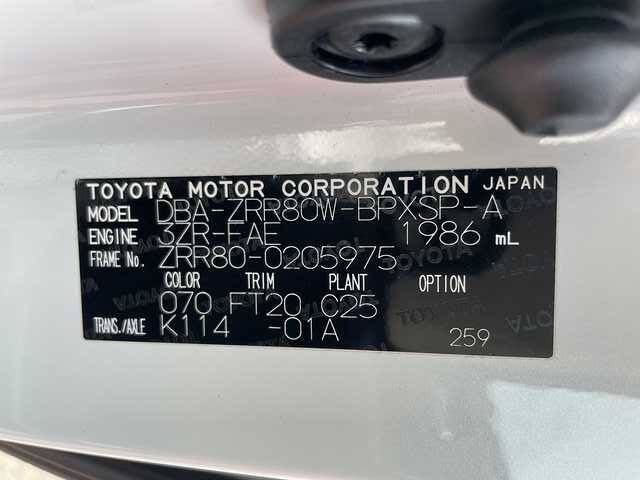 TOYOTA MOTOR CORPORATION JAPAN
MODEL DBA-ZRR80W-BPXSP-A
ENGINE 3ZR-FAE 1986 mL
FRAME No. ZRR80-0205975
COLOR TRIM PLANT OPTION
070 FT20 C25
TRANS./AXLE K114 -01A 259